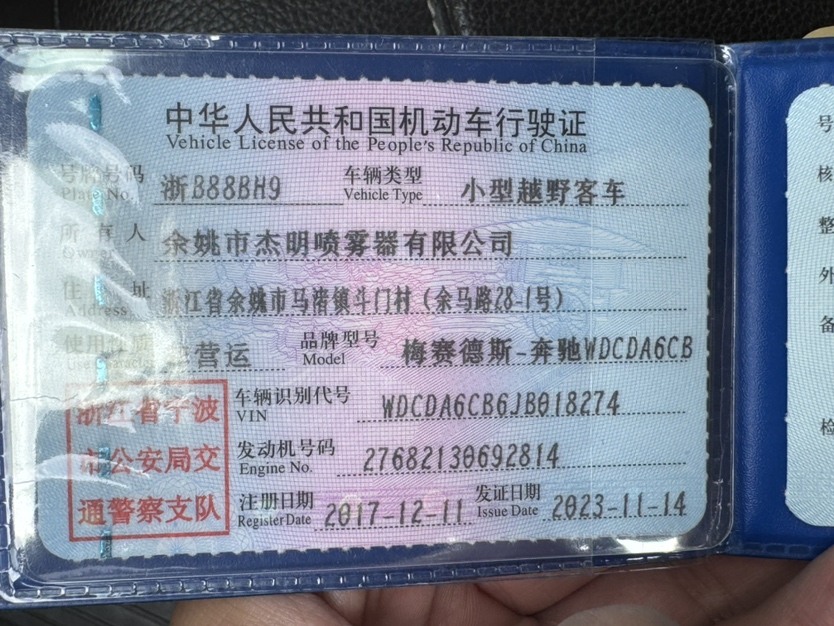 中华人民共和国机动车行驶证
Vehicle License of the People's Republic of China
号牌号码 浙B88BH9 车辆类型 小型越野客车
Plate No. Vehicle Type
所有人 余姚市杰明喷雾器有限公司
Owner
住址 浙江省余姚市马渚镇斗门村（余马路28-1号）
Address
使用性质 营运 品牌型号 梅赛德斯-奔驰WDCDA6CB
Model
浙江省宁波
市公安局交
通警察支队
车辆识别代号 WDCDA6CB6JB018274
VIN
发动机号码 27682130692814
Engine No.
注册日期 2017-12-11 发证日期 2023-11-14
Register Date Issue Date
号
核
整
外
备
检